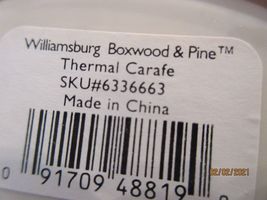 Williamsburg Boxwood & Pine™
Thermal Carafe
SKU#6336663
Made in China
02/02/2021
0 91709 48819